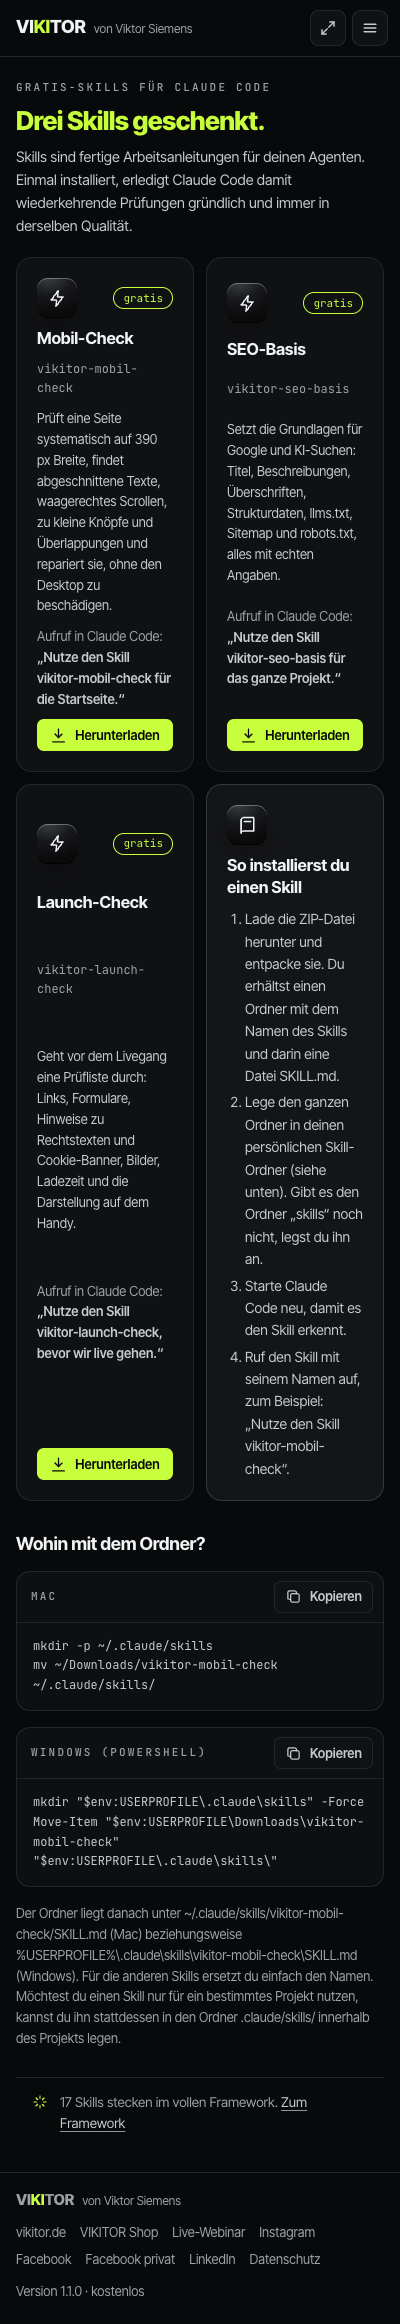 VIKITOR von Viktor Siemens
GRATIS-SKILLS FÜR CLAUDE CODE
Drei Skills geschenkt.
Skills sind fertige Arbeitsanleitungen für deinen Agenten.
Einmal installiert, erledigt Claude Code damit
wiederkehrende Prüfungen gründlich und immer in
derselben Qualität.
gratis
Mobil-Check
vikitor-mobil-
check
Prüft eine Seite
systematisch auf 390
px Breite, findet
abgeschnittene Texte,
waagerechtes Scrollen,
zu kleine Knöpfe und
Überlappungen und
repariert sie, ohne den
Desktop zu
beschädigen.
Aufruf in Claude Code:
„Nutze den Skill
vikitor-mobil-check für
die Startseite.“
Herunterladen
gratis
SEO-Basis
vikitor-seo-basis
Setzt die Grundlagen für
Google und KI-Suchen:
Titel, Beschreibungen,
Überschriften,
Strukturdaten, llms.txt,
Sitemap und robots.txt,
alles mit echten
Angaben.
Aufruf in Claude Code:
„Nutze den Skill
vikitor-seo-basis für
das ganze Projekt.“
Herunterladen
gratis
Launch-Check
vikitor-launch-
check
Geht vor dem Livegang
eine Prüfliste durch:
Links, Formulare,
Hinweise zu
Rechtstexten und
Cookie-Banner, Bilder,
Ladezeit und die
Darstellung auf dem
Handy.
Aufruf in Claude Code:
„Nutze den Skill
vikitor-launch-check,
bevor wir live gehen.“
Herunterladen
So installierst du
einen Skill
1. Lade die ZIP-Datei
herunter und
entpacke sie. Du
erhältst einen
Ordner mit dem
Namen des Skills
und darin eine
Datei SKILL.md.
2. Lege den ganzen
Ordner in deinen
persönlichen Skill-
Ordner (siehe
unten). Gibt es den
Ordner „skills“ noch
nicht, legst du ihn
an.
3. Starte Claude
Code neu, damit es
den Skill erkennt.
4. Ruf den Skill mit
seinem Namen auf,
zum Beispiel:
„Nutze den Skill
vikitor-mobil-
check“.
Wohin mit dem Ordner?
MAC
Kopieren
mkdir -p ~/.claude/skills
mv ~/Downloads/vikitor-mobil-check
~/.claude/skills/
WINDOWS (POWERSHELL)
Kopieren
mkdir "$env:USERPROFILE\.claude\skills" -Force
Move-Item "$env:USERPROFILE\Downloads\vikitor-
mobil-check"
"$env:USERPROFILE\.claude\skills\"
Der Ordner liegt danach unter ~/.claude/skills/vikitor-mobil-
check/SKILL.md (Mac) beziehungsweise
%USERPROFILE%\.claude\skills\vikitor-mobil-check\SKILL.md
(Windows). Für die anderen Skills ersetzt du einfach den Namen.
Möchtest du einen Skill nur für ein bestimmtes Projekt nutzen,
kannst du ihn stattdessen in den Ordner .claude/skills/ innerhalb
des Projekts legen.
17 Skills stecken im vollen Framework. Zum
Framework
VIKITOR von Viktor Siemens
vikitor.de VIKITOR Shop Live-Webinar Instagram
Facebook Facebook privat LinkedIn Datenschutz
Version 1.1.0 · kostenlos